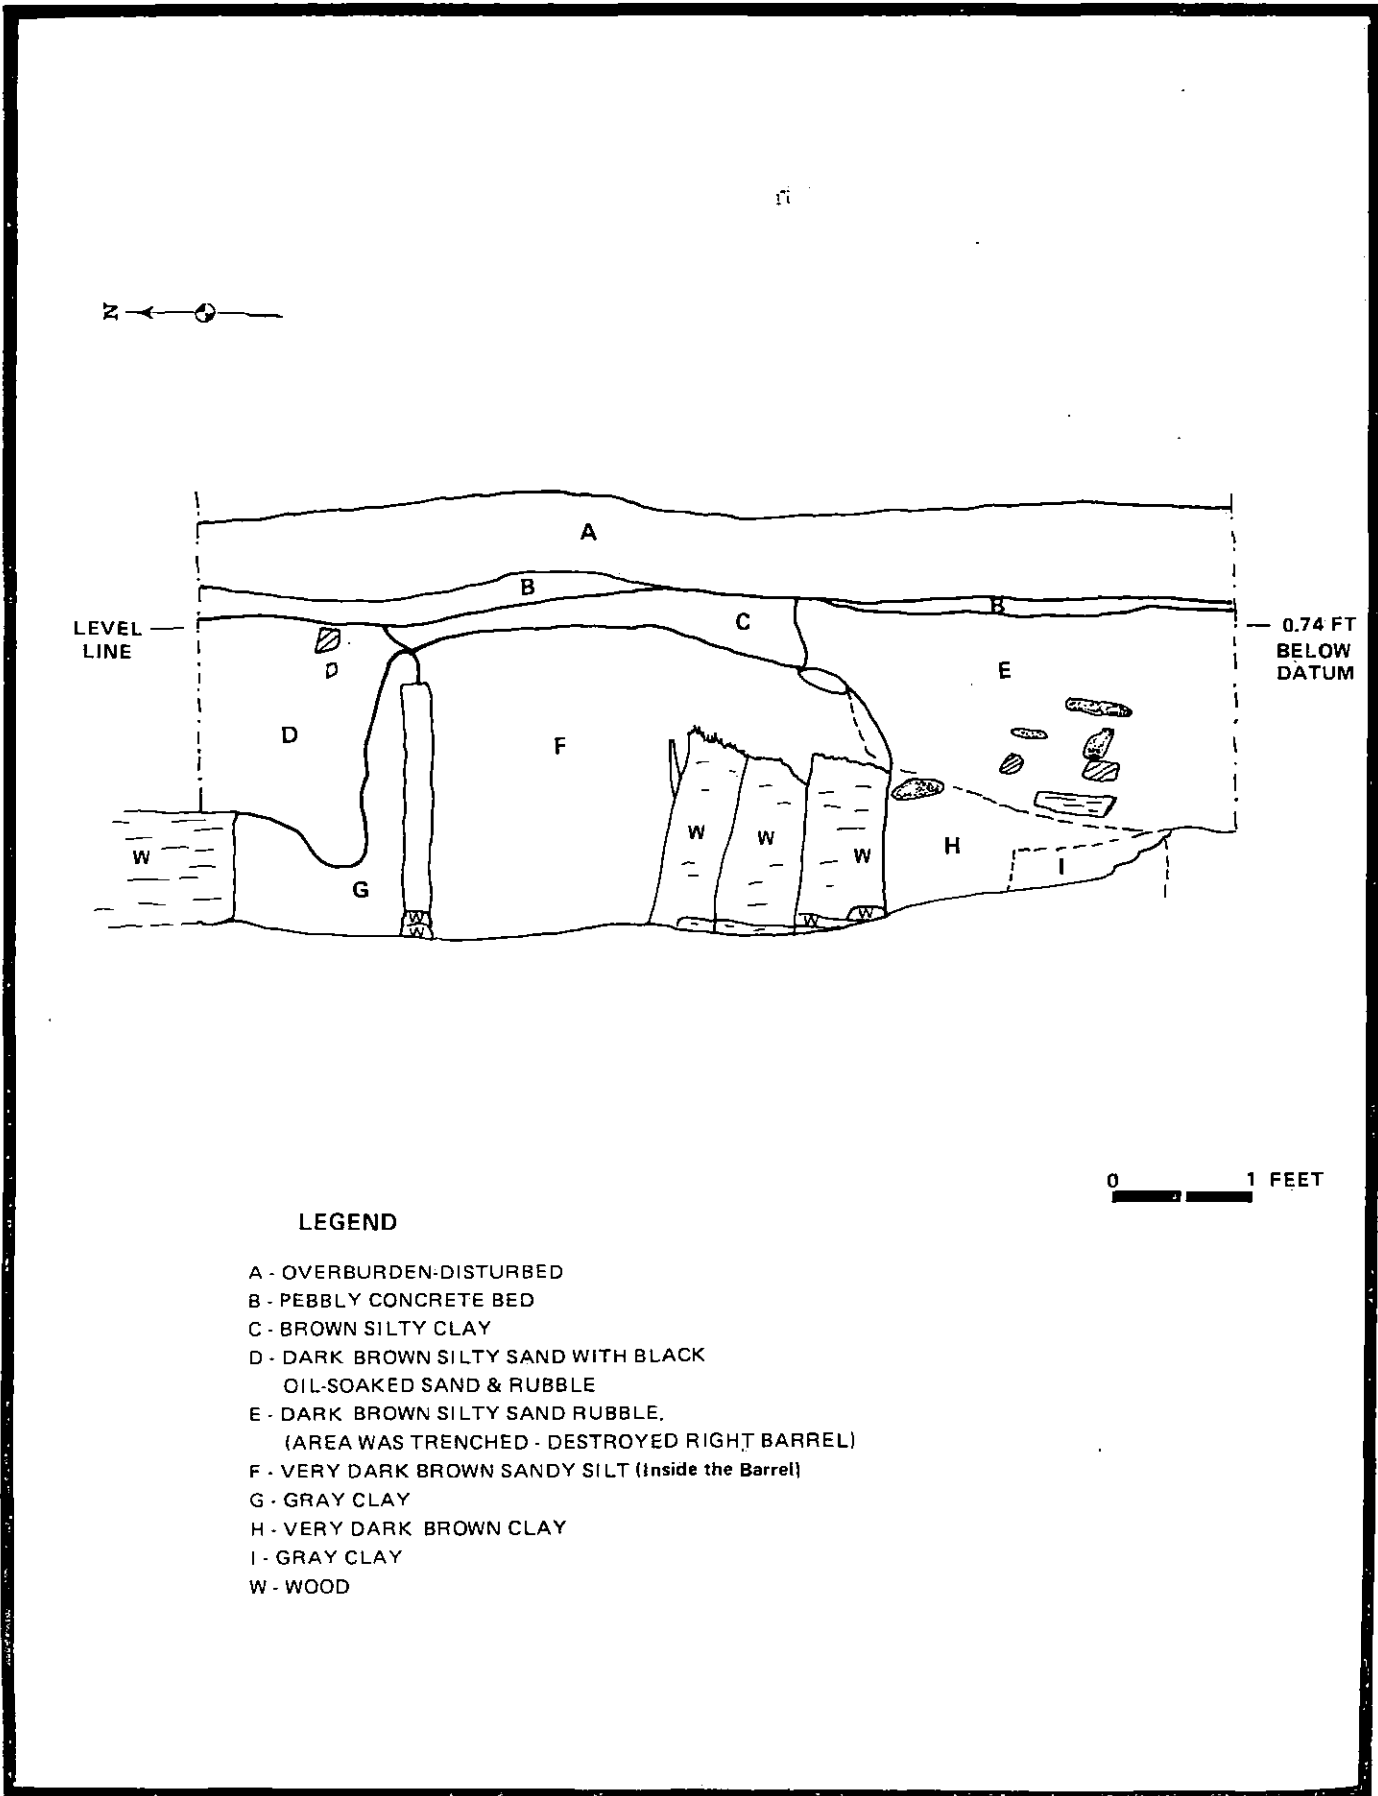 N
A
B
B
C
LEVEL
LINE
0.74 FT
BELOW
DATUM
E
D
F
W
W
W
W
H
I
G
W
W
W
W
0 1 FEET
LEGEND
A - OVERBURDEN-DISTURBED
B - PEBBLY CONCRETE BED
C - BROWN SILTY CLAY
D - DARK BROWN SILTY SAND WITH BLACK
OIL-SOAKED SAND & RUBBLE
E - DARK BROWN SILTY SAND RUBBLE.
(AREA WAS TRENCHED - DESTROYED RIGHT BARREL)
F - VERY DARK BROWN SANDY SILT (Inside the Barrel)
G - GRAY CLAY
H - VERY DARK BROWN CLAY
I - GRAY CLAY
W - WOOD